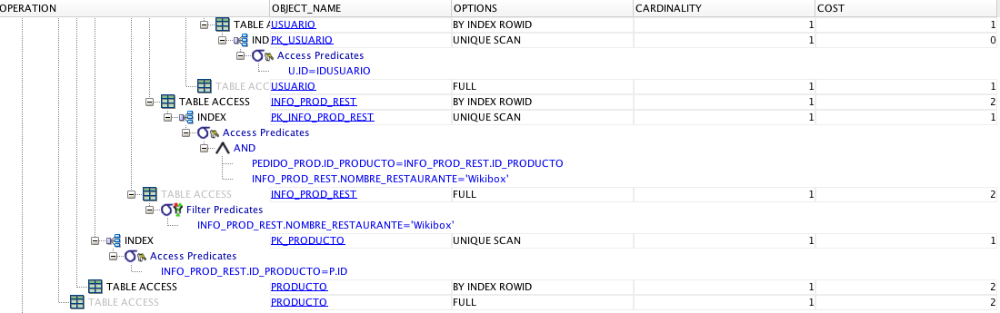 OPERATION OBJECT_NAME OPTIONS CARDINALITY COST
TABLE A USUARIO BY INDEX ROWID 1 1
IND PK_USUARIO UNIQUE SCAN 1 0
Access Predicates
U.ID=IDUSUARIO
TABLE ACC USUARIO FULL 1 1
TABLE ACCESS INFO_PROD_REST BY INDEX ROWID 1 2
INDEX PK_INFO_PROD_REST UNIQUE SCAN 1 1
Access Predicates
AND
PEDIDO_PROD.ID_PRODUCTO=INFO_PROD_REST.ID_PRODUCTO
INFO_PROD_REST.NOMBRE_RESTAURANTE='Wikibox'
TABLE ACCESS INFO_PROD_REST FULL 1 2
Filter Predicates
INFO_PROD_REST.NOMBRE_RESTAURANTE='Wikibox'
INDEX PK_PRODUCTO UNIQUE SCAN 1 1
Access Predicates
INFO_PROD_REST.ID_PRODUCTO=P.ID
TABLE ACCESS PRODUCTO BY INDEX ROWID 1 2
TABLE ACCESS PRODUCTO FULL 1 2